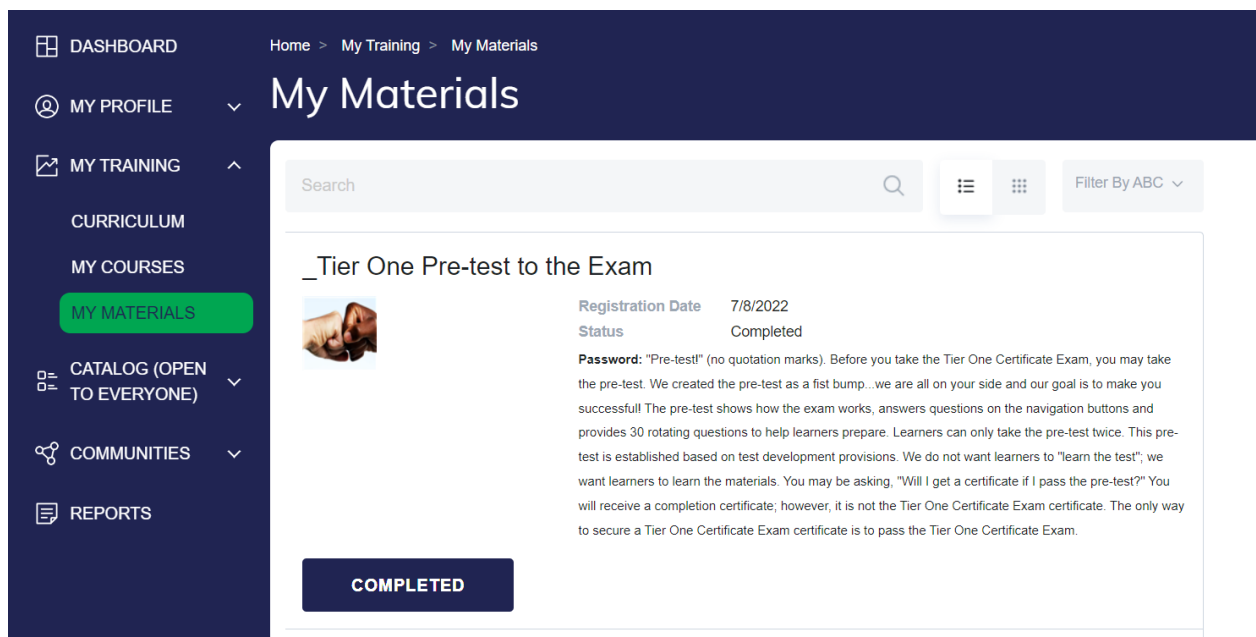 DASHBOARD
MY PROFILE
MY TRAINING
CURRICULUM
MY COURSES
MY MATERIALS
CATALOG (OPEN
TO EVERYONE)
COMMUNITIES
REPORTS
Home > My Training > My Materials
My Materials
Search
Filter By ABC
_Tier One Pre-test to the Exam
Registration Date 7/8/2022
Status Completed
Password: "Pre-test!" (no quotation marks). Before you take the Tier One Certificate Exam, you may take
the pre-test. We created the pre-test as a fist bump...we are all on your side and our goal is to make you
successful! The pre-test shows how the exam works, answers questions on the navigation buttons and
provides 30 rotating questions to help learners prepare. Learners can only take the pre-test twice. This pre-
test is established based on test development provisions. We do not want learners to "learn the test"; we
want learners to learn the materials. You may be asking, "Will I get a certificate if I pass the pre-test?" You
will receive a completion certificate; however, it is not the Tier One Certificate Exam certificate. The only way
to secure a Tier One Certificate Exam certificate is to pass the Tier One Certificate Exam.
COMPLETED